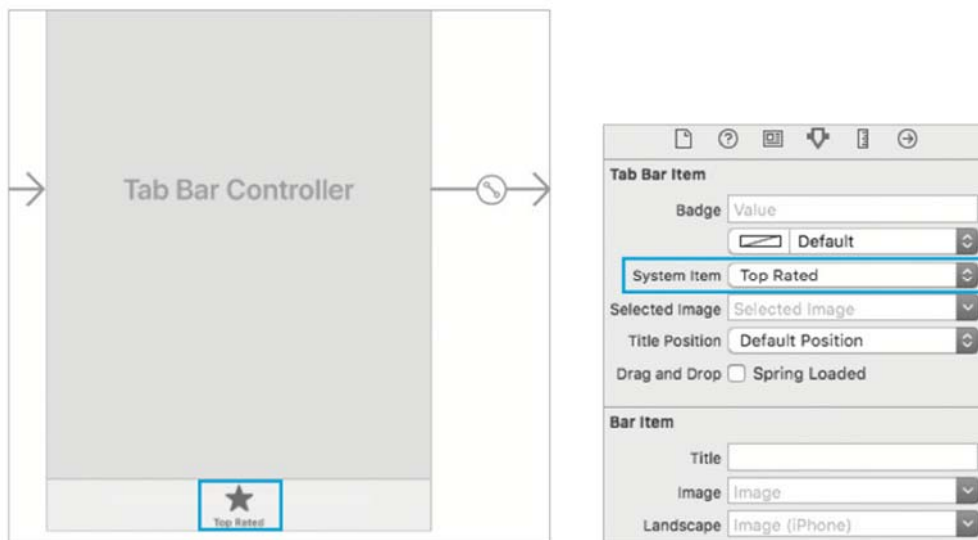 Tab Bar Controller
Top Rated
Tab Bar Item
Badge Value
Default
System Item Top Rated
Selected Image Selected Image
Title Position Default Position
Drag and Drop Spring Loaded
Bar Item
Title
Image Image
Landscape Image (iPhone)